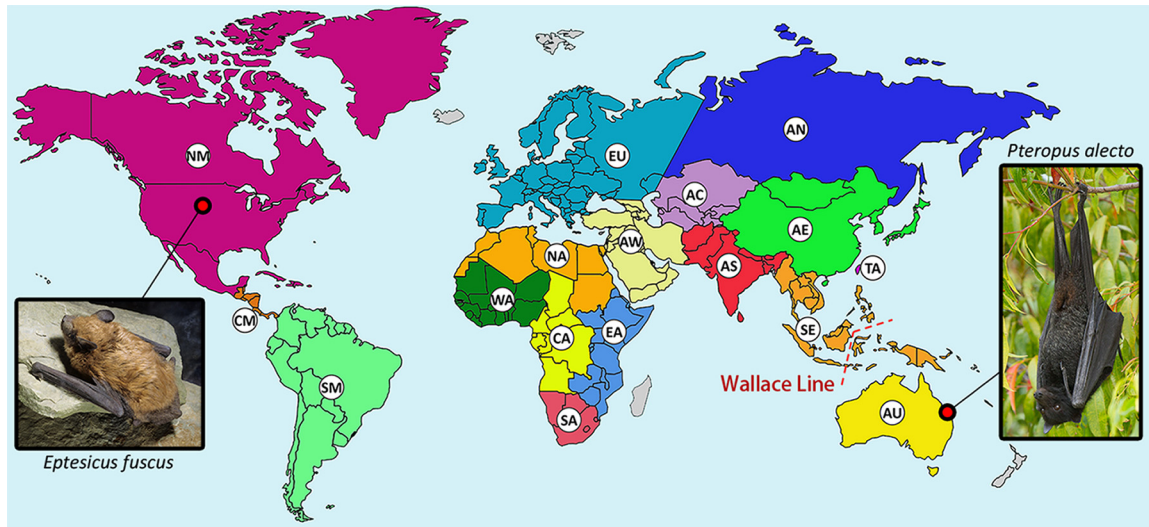 AN
Pteropus alecto
NM
EU
AC
AE
AW
NA
AS
TA
WA
CM
SE
EA
CA
Wallace Line
SM
AU
SA
Eptesicus fuscus